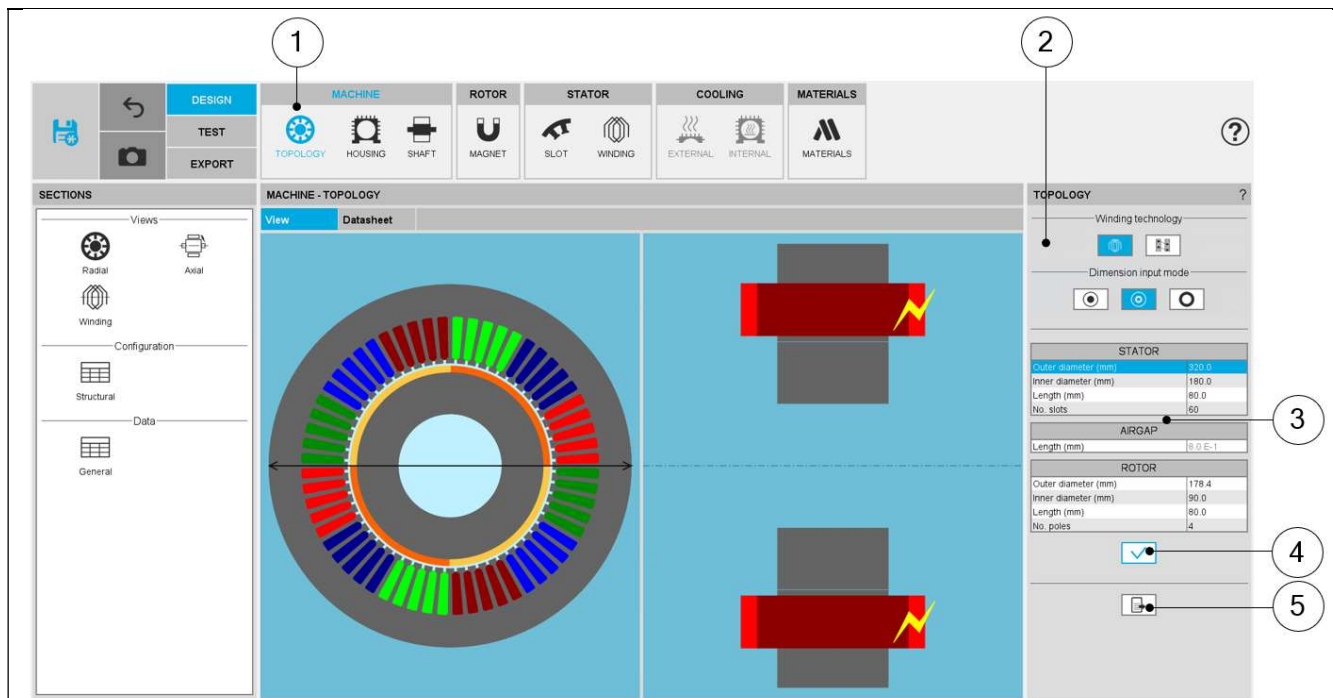 1
2
DESIGN
TEST
EXPORT
MACHINE
ROTOR
STATOR
COOLING
MATERIALS
TOPOLOGY
HOUSING
SHAFT
MAGNET
SLOT
WINDING
EXTERNAL
INTERNAL
MATERIALS
?
SECTIONS
Views
Radial
Axial
Winding
Configuration
Structural
Data
General
MACHINE - TOPOLOGY
View
Datasheet
TOPOLOGY ?
Winding technology
Dimension input mode
STATOR
Outer diameter (mm) 320.0
Inner diameter (mm) 180.0
Length (mm) 80.0
No. slots 60
3
AIRGAP
Length (mm) 8.0 E-1
ROTOR
Outer diameter (mm) 178.4
Inner diameter (mm) 90.0
Length (mm) 80.0
No. poles 4
4
5